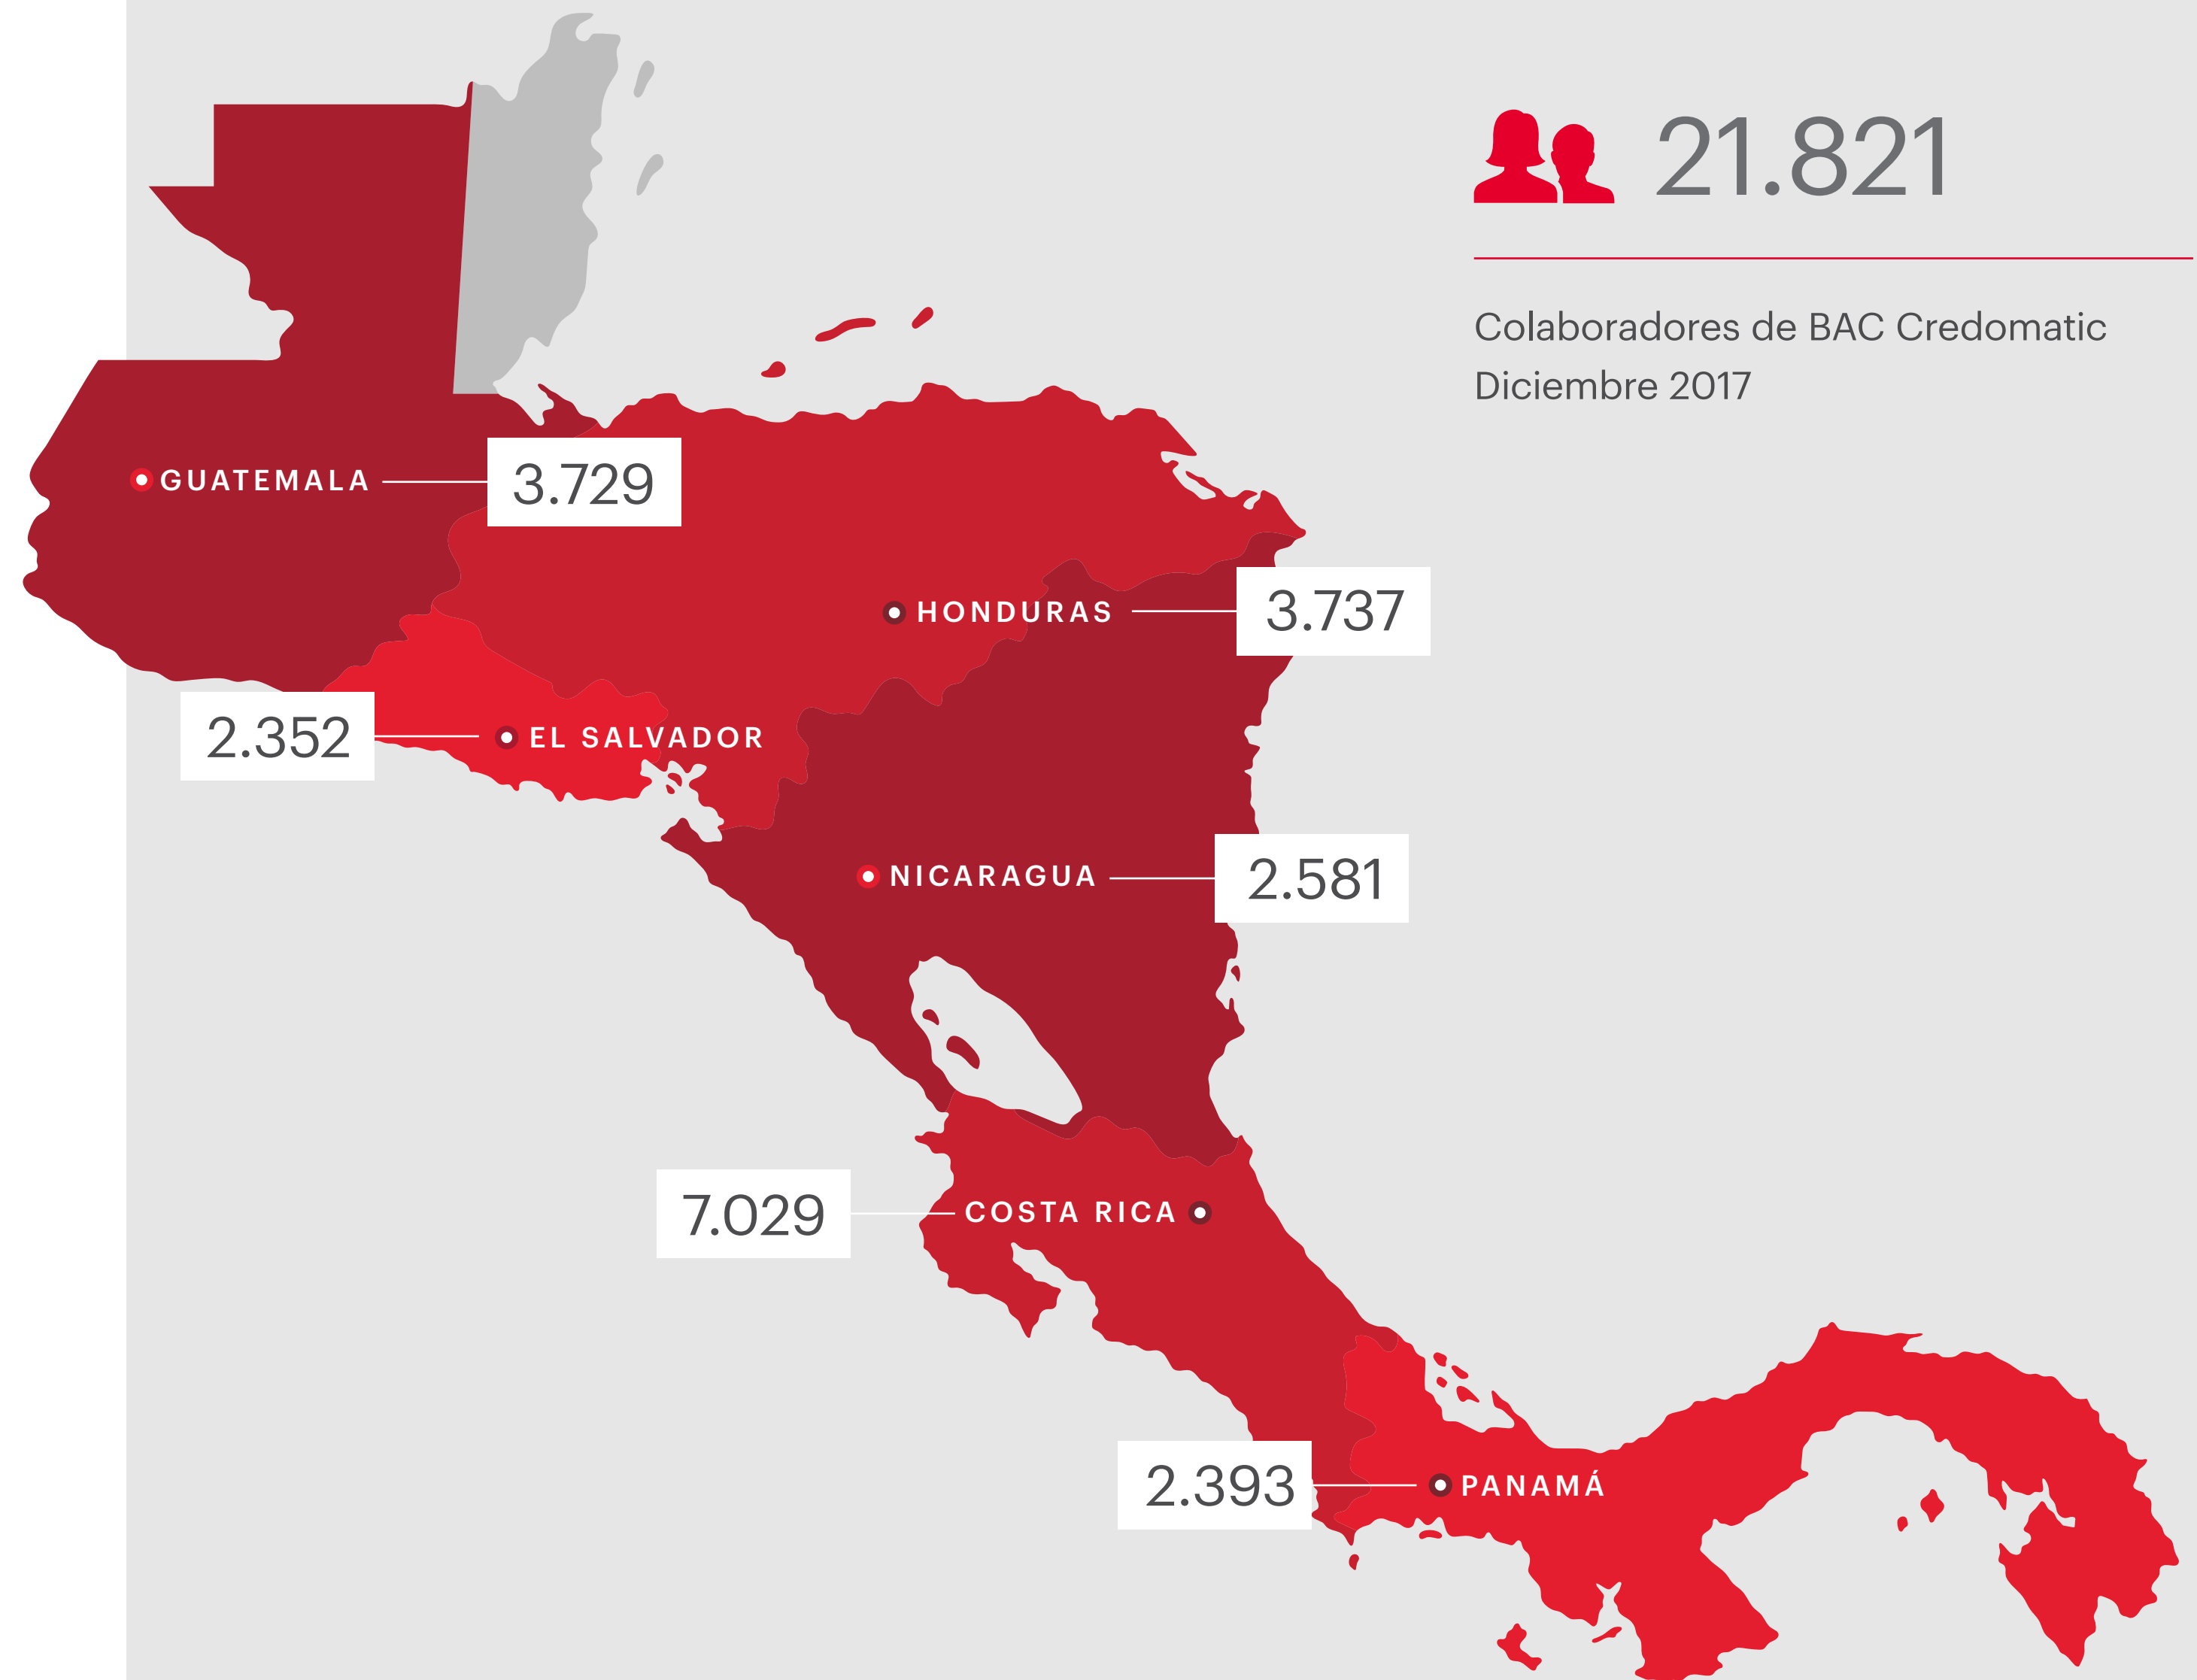 21.821
Colaboradores de BAC Credomatic
Diciembre 2017
GUATEMALA
3.729
HONDURAS
3.737
2.352
EL SALVADOR
NICARAGUA
2.581
7.029
COSTA RICA
2.393
PANAMÁ